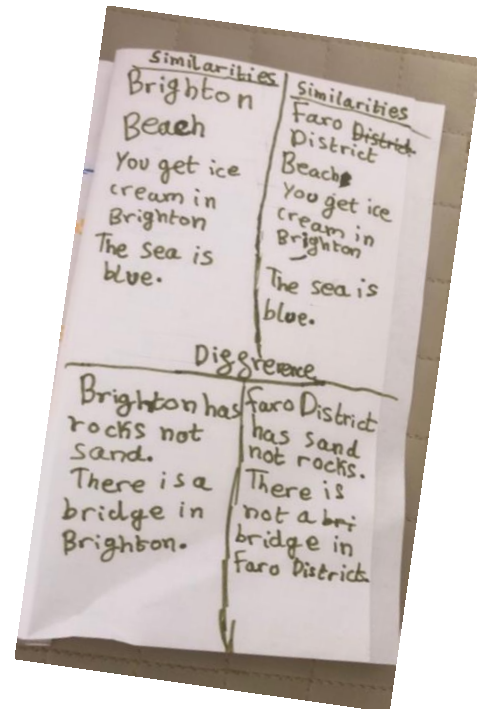 Similarities
Brighton
Beach
You get ice
cream in
Brighton
The sea is
blue.
Similarities
Faro District
District
Beach
You get ice
cream in
Brighton
The sea is
blue.
Diggrerence
Brighton has
rocks not
sand.
There is a
bridge in
Brighton.
Faro District
has sand
not rocks.
There is
not a bri
bridge in
Faro District